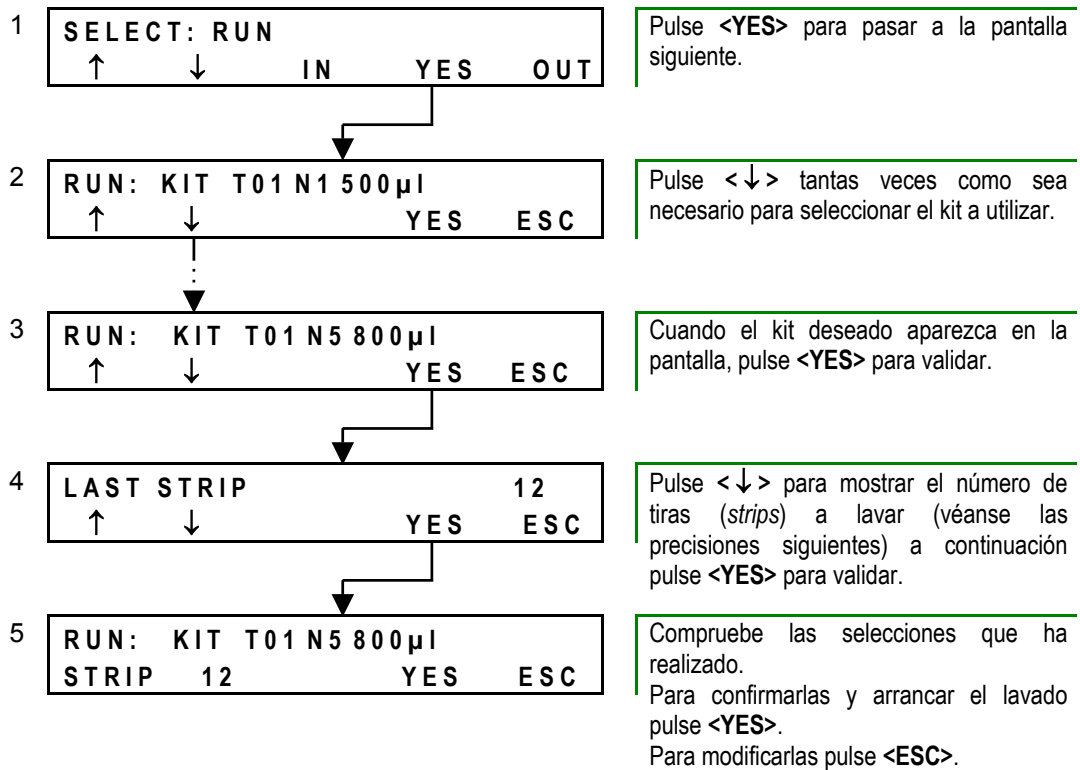 1
SELECT: RUN
↑ ↓ IN YES OUT
Pulse <YES> para pasar a la pantalla
siguiente.
2
RUN: KIT T01 N1 500µl
↑ ↓ YES ESC
Pulse <↓> tantas veces como sea
necesario para seleccionar el kit a utilizar.
3
RUN: KIT T01 N5 800µl
↑ ↓ YES ESC
Cuando el kit deseado aparezca en la
pantalla, pulse <YES> para validar.
4
LAST STRIP 12
↑ ↓ YES ESC
Pulse <↓> para mostrar el número de
tiras (strips) a lavar (véanse las
precisiones siguientes) a continuación
pulse <YES> para validar.
5
RUN: KIT T01 N5 800µl
STRIP 12 YES ESC
Compruebe las selecciones que ha
realizado.
Para confirmarlas y arrancar el lavado
pulse <YES>.
Para modificarlas pulse <ESC>.